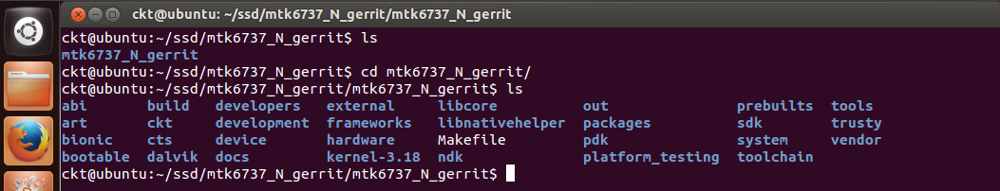 ckt@ubuntu: ~/ssd/mtk6737_N_gerrit/mtk6737_N_gerrit
ckt@ubuntu:~/ssd/mtk6737_N_gerrit$ ls
mtk6737_N_gerrit
ckt@ubuntu:~/ssd/mtk6737_N_gerrit$ cd mtk6737_N_gerrit/
ckt@ubuntu:~/ssd/mtk6737_N_gerrit/mtk6737_N_gerrit$ ls
abi build developers external libcore out prebuilts tools
art ckt development frameworks libnativehelper packages sdk trusty
bionic cts device hardware Makefile pdk system vendor
bootable dalvik docs kernel-3.18 ndk platform_testing toolchain
ckt@ubuntu:~/ssd/mtk6737_N_gerrit/mtk6737_N_gerrit$